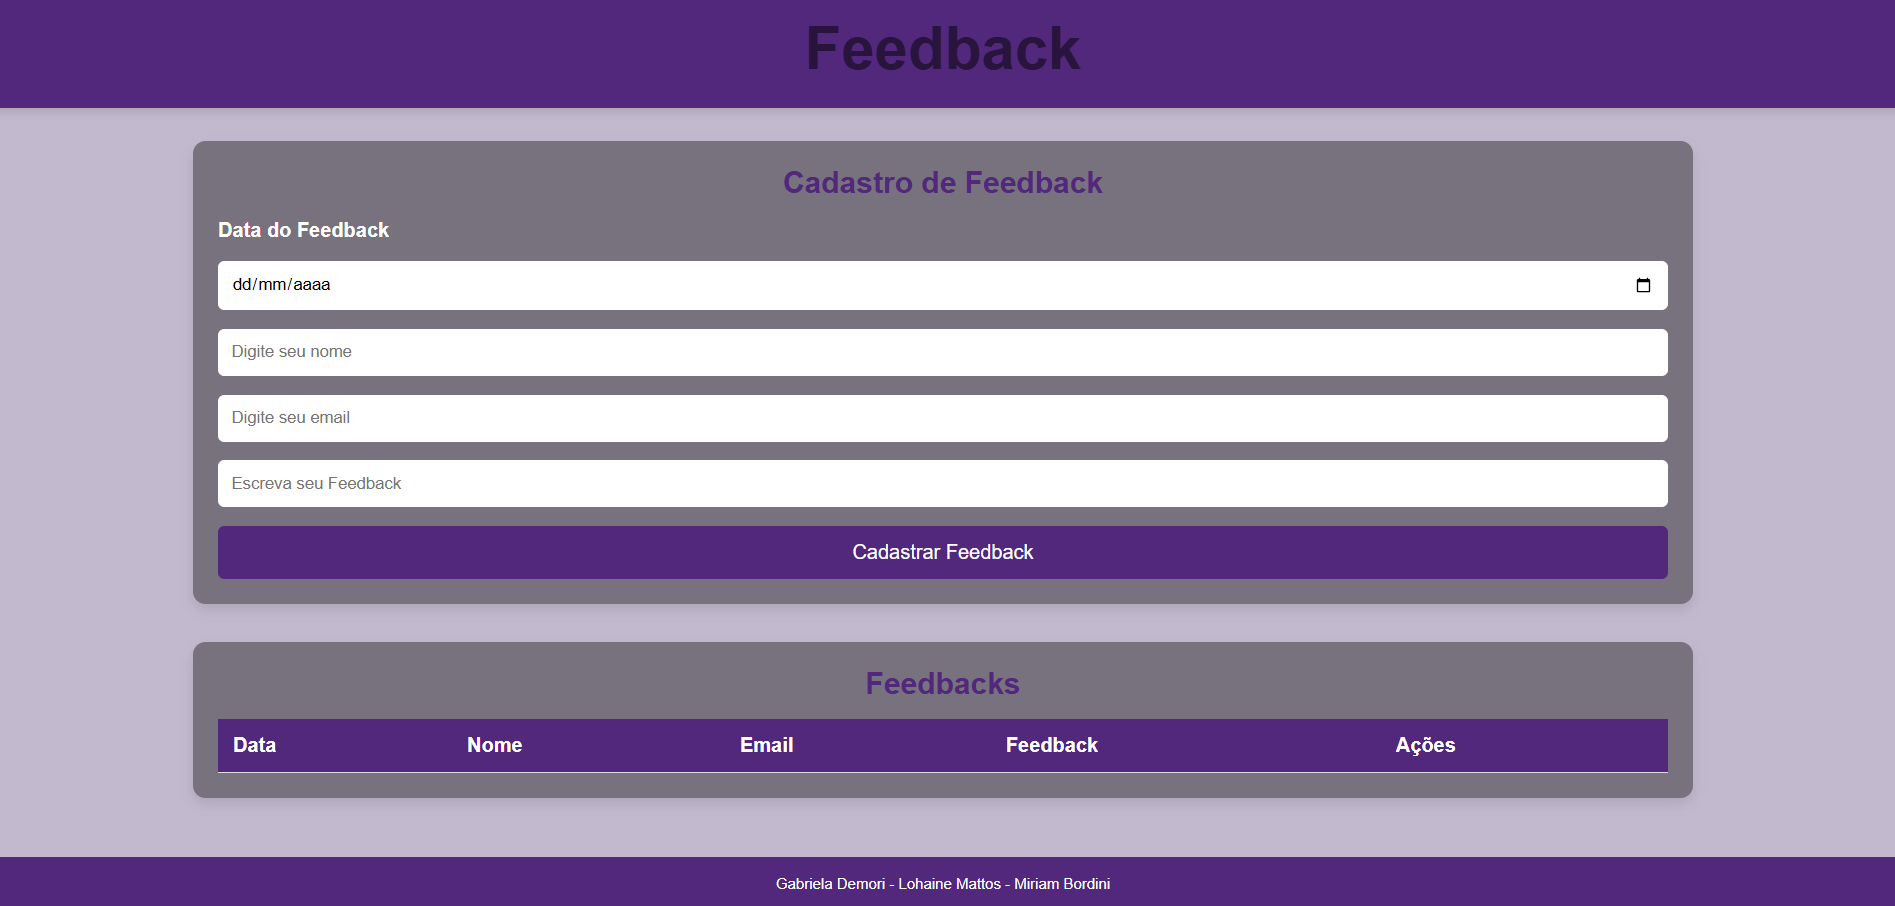 Feedback
Cadastro de Feedback
Data do Feedback
dd/mm/aaaa
Digite seu nome
Digite seu email
Escreva seu Feedback
Cadastrar Feedback
Feedbacks
Data Nome Email Feedback Ações
Gabriela Demori - Lohaine Mattos - Miriam Bordini